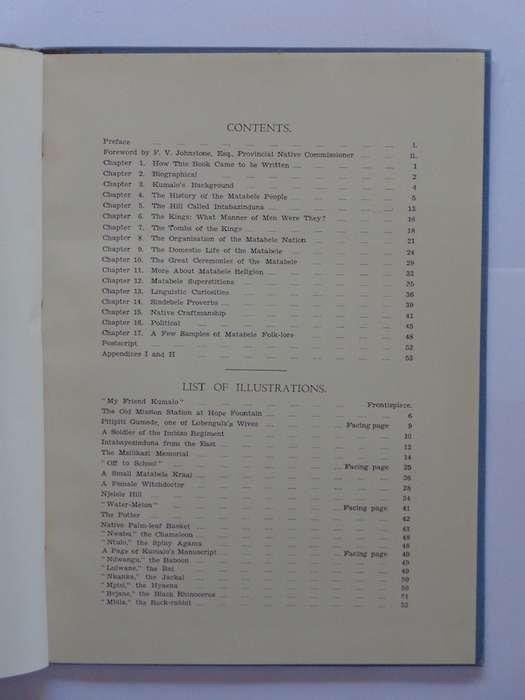 CONTENTS.
Preface ... 1.
Foreword by F. V. Johnstone, Esq., Provincial Native Commissioner ... II.
Chapter 1. How This Book Came to be Written ... 1
Chapter 2. Biographical ... 2
Chapter 3. Kumalo's Background ... 4
Chapter 4. The History of the Matabele People ... 5
Chapter 5. The Hill Called Intabazinduna ... 13
Chapter 6. The Kings: What Manner of Men Were They? ... 16
Chapter 7. The Tombs of the Kings ... 18
Chapter 8. The Organisation of the Matabele Nation ... 21
Chapter 9. The Domestic Life of the Matabele ... 24
Chapter 10. The Great Ceremonies of the Matabele ... 29
Chapter 11. More About Matabele Religion ... 32
Chapter 12. Matabele Superstitions ... 35
Chapter 13. Linguistic Curiosities ... 36
Chapter 14. Sindebele Proverbs ... 39
Chapter 15. Native Craftmanship ... 41
Chapter 16. Political ... 45
Chapter 17. A Few Samples of Matabele Folk-lore ... 48
Postscript ... 52
Appendices I and II ... 53
LIST OF ILLUSTRATIONS.
"My Friend Kumalo" ... Frontispiece.
The Old Mission Station at Hope Fountain ... 6
Pitipiti Gumede, one of Lobengula's Wives ... Facing page 9
A Soldier of the Imbizo Regiment ... 10
Intabayezinduna from the East ... 12
The Mzilikazi Memorial ... 14
"Off to School" ... Facing page 25
A Small Matabele Kraal ... 26
A Female Witchdoctor ... 28
Njelele Hill ... 34
"Water-Melon" ... Facing page 41
The Potter ... 42
Native Palm-leaf Basket ... 43
"Nwabu," the Chameleon ... 48
"Ntulo," the Spiny Agama ... 48
A Page of Kumalo's Manuscript ... Facing page 49
"Ndwangu," the Baboon ... 49
"Lulwane," the Bat ... 49
"Nkanka," the Jackal ... 50
"Mpisi," the Hyaena ... 50
"Bejane," the Black Rhinoceros ... 51
"Mbila," the Rock-rabbit ... 52